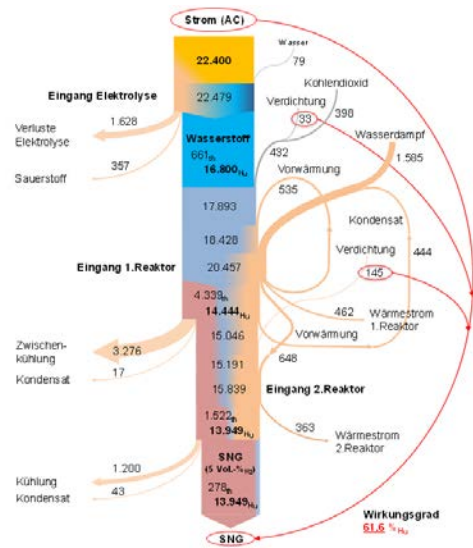 Strom (AC)
Wasser
22.400
79
Kohlendioxid
Eingang Elektrolyse
22.479
Verdichtung
398
1.628
33
Verluste
Elektrolyse
Wasserstoff
Wasserdampf
432
661th
357
1.585
Sauerstoff
16.800Hu
Vorwärmung
535
17.893
Kondensat
18.428
Verdichtung
444
Eingang 1.Reaktor
20.457
145
4.339th
14.444Hu
462
Wärmestrom
1.Reaktor
15.046
Vorwärmung
Zwischen-
kühlung
3.276
648
15.191
17
Kondensat
15.839
Eingang 2.Reaktor
1.522th
363
13.949Hu
Wärmestrom
2.Reaktor
SNG
1.200
(5 Vol.-%H2)
Kühlung
278th
43
Kondensat
13.949Hu
Wirkungsgrad
61.6 %Hu
SNG